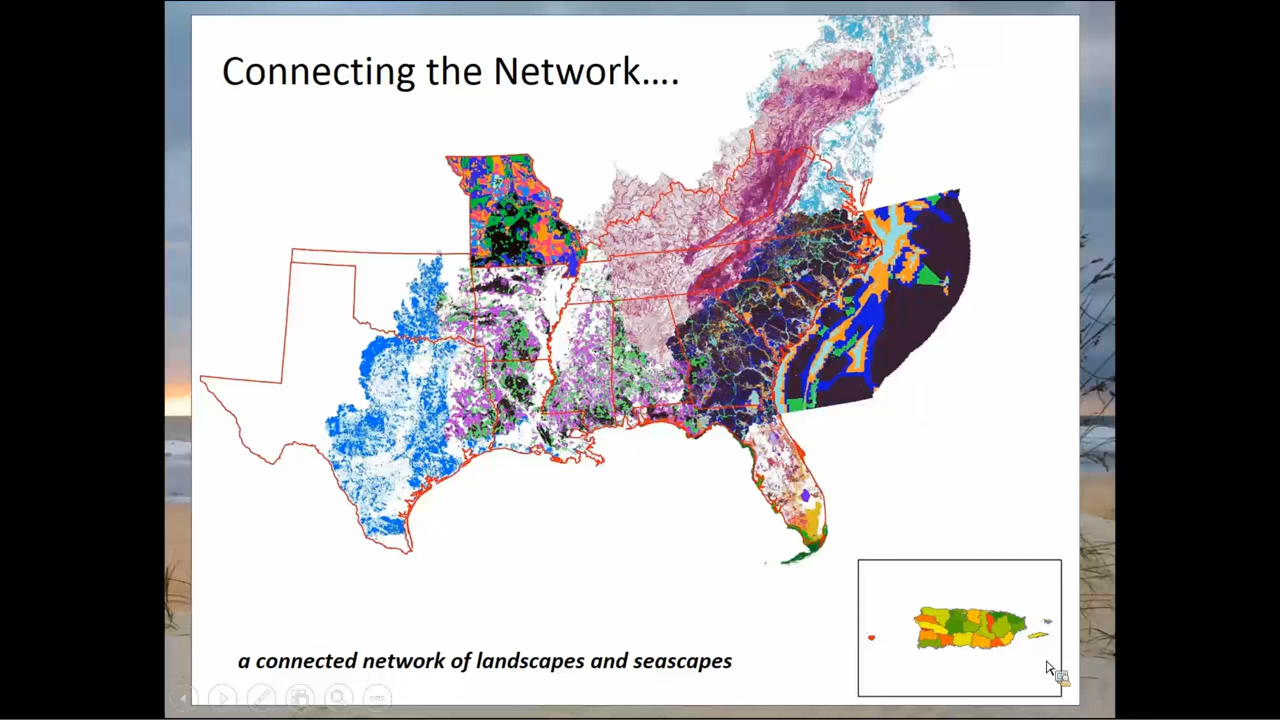 Connecting the Network....
a connected network of landscapes and seascapes